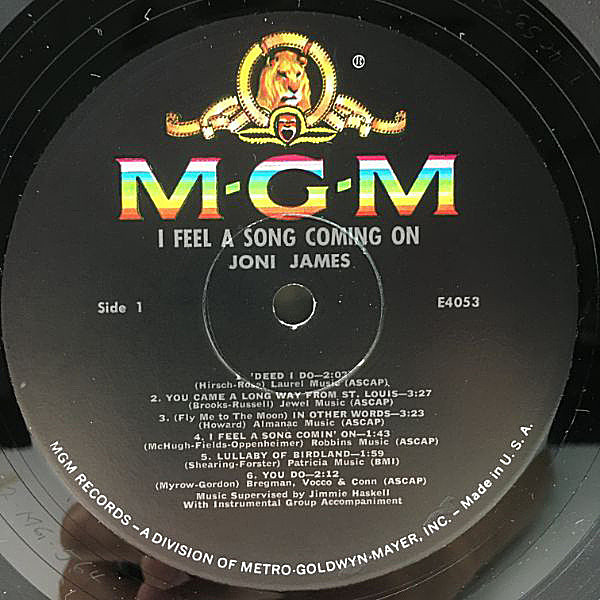 ®
M-G-M
I FEEL A SONG COMING ON
JONI JAMES
Side 1
E4053
1. 'DEED I DO—2:02
(Hirsch-Rose) Laurel Music (ASCAP)
2. YOU CAME A LONG WAY FROM ST. LOUIS—3:27
(Brooks-Russell) Jewel Music (ASCAP)
3. (Fly Me to The Moon) IN OTHER WORDS—3:23
(Howard) Almanac Music (ASCAP)
4. I FEEL A SONG COMIN' ON—1:43
(McHugh-Fields-Oppenheimer) Robbins Music (ASCAP)
5. LULLABY OF BIRDLAND—1:59
(Shearing-Forster) Patricia Music (BMI)
6. YOU DO—2:12
(Myrow-Gordon) Bregman, Vocco & Conn (ASCAP)
Music Supervised by Jimmie Haskell
With Instrumental Group Accompaniment
MGM RECORDS – A DIVISION OF METRO-GOLDWYN-MAYER, INC. – Made in U. S. A.